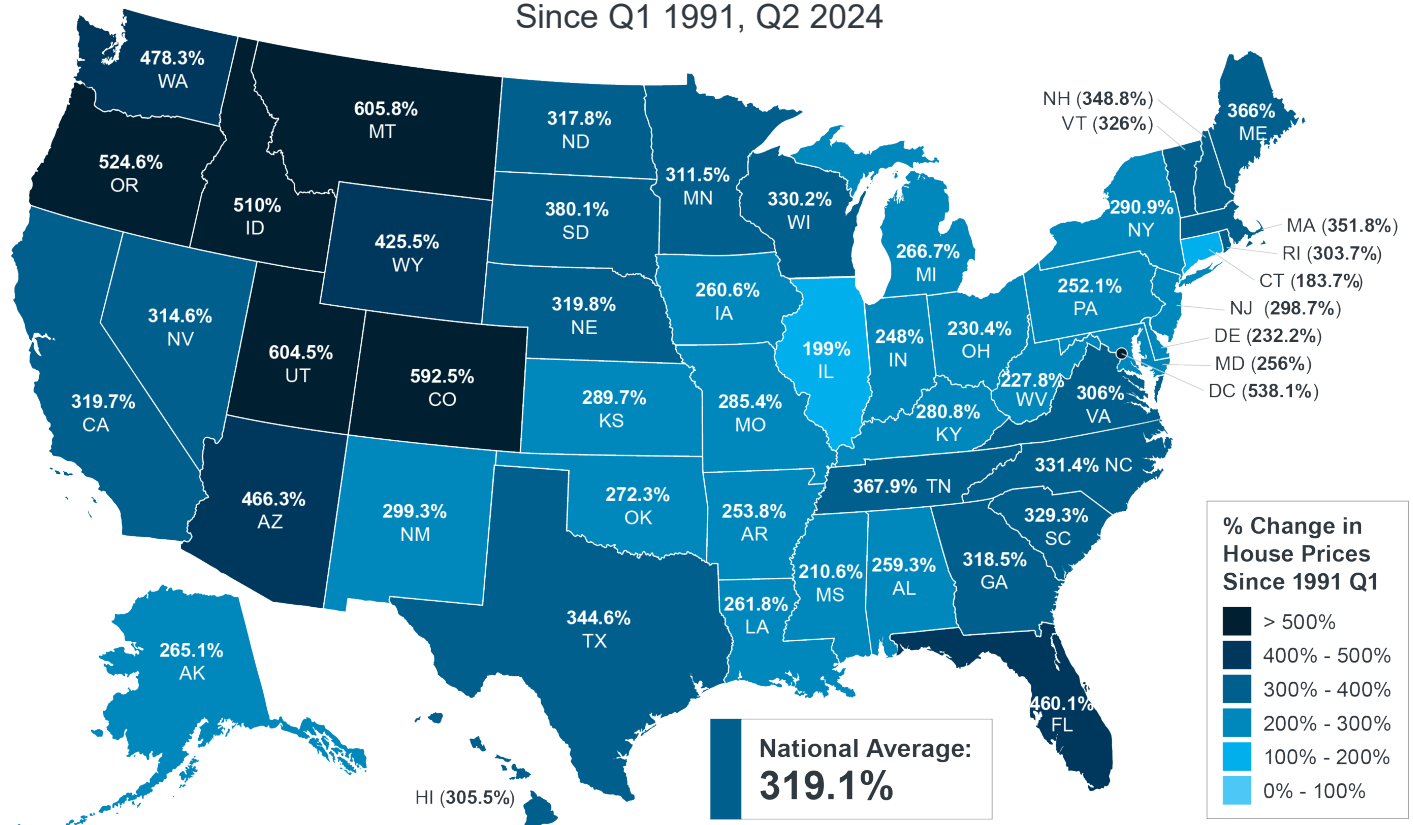 Since Q1 1991, Q2 2024
478.3%
WA
605.8%
MT
524.6%
OR
510%
ID
425.5%
WY
317.8%
ND
380.1%
SD
311.5%
MN
330.2%
WI
266.7%
MI
NH (348.8%)
VT (326%)
366%
ME
290.9%
NY
MA (351.8%)
RI (303.7%)
CT (183.7%)
NJ (298.7%)
DE (232.2%)
MD (256%)
DC (538.1%)
252.1%
PA
319.7%
CA
314.6%
NV
604.5%
UT
592.5%
CO
319.8%
NE
260.6%
IA
199%
IL
248%
IN
230.4%
OH
227.8%
WV
306%
VA
289.7%
KS
285.4%
MO
280.8%
KY
331.4% NC
367.9% TN
466.3%
AZ
299.3%
NM
272.3%
OK
253.8%
AR
329.3%
SC
210.6%
MS
259.3%
AL
318.5%
GA
344.6%
TX
261.8%
LA
460.1%
FL
265.1%
AK
HI (305.5%)
National Average:
319.1%
% Change in
House Prices
Since 1991 Q1
> 500%
400% - 500%
300% - 400%
200% - 300%
100% - 200%
0% - 100%